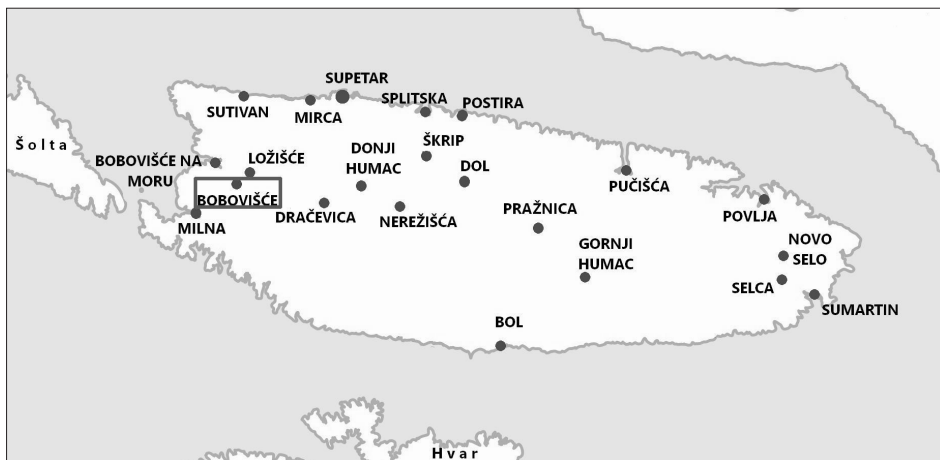 SUPETAR
SPLITSKA
POSTIRA
SUTIVAN
MIRCA
Šolta
BOBOVIŠĆE NA
MORU
LOŽIŠĆE
DONJI
HUMAC
ŠKRIP
DOL
PUČIŠĆA
BOBOVIŠĆE
MILNA
DRAČEVICA
NEREŽIŠĆA
PRAŽNICA
POVLJA
GORNJI
HUMAC
NOVO
SELO
SELCA
SUMARTIN
BOL
Hvar